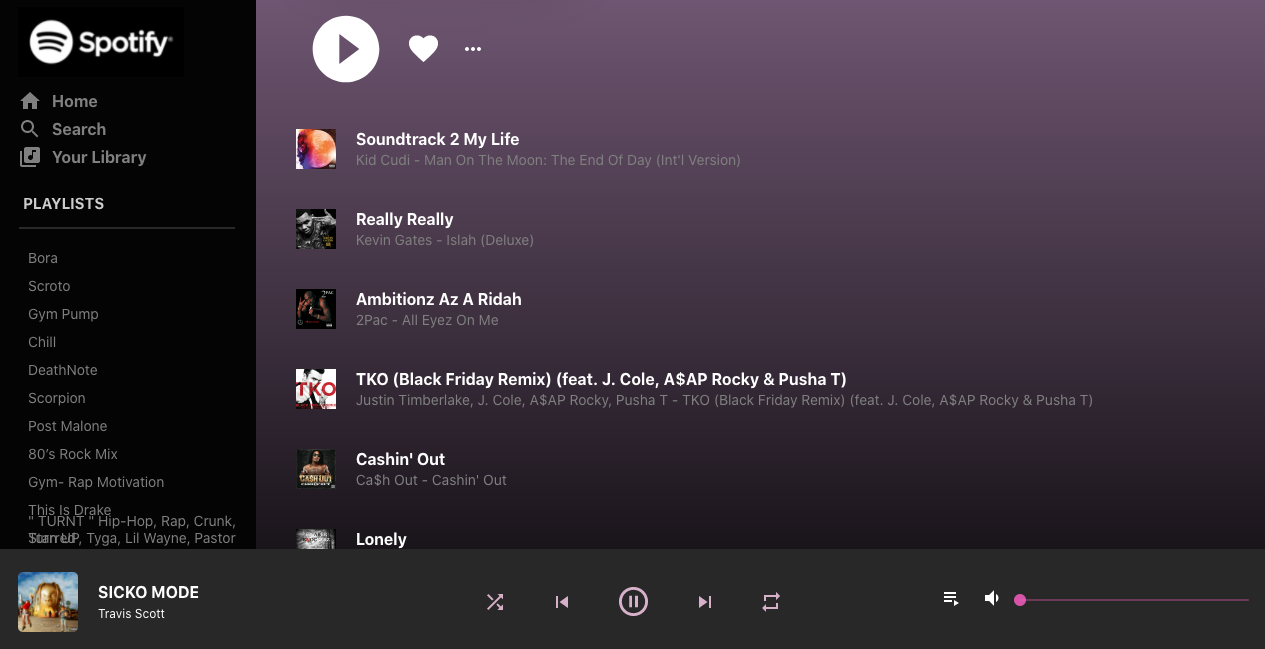 Spotify®
Home
Search
Your Library
PLAYLISTS
Bora
Scroto
Gym Pump
Chill
DeathNote
Scorpion
Post Malone
80's Rock Mix
Gym- Rap Motivation
This Is Drake
" TURNT " Hip-Hop, Rap, Crunk,
Turn UP, Tyga, Lil Wayne, Pastor
Starred
Soundtrack 2 My Life
Kid Cudi - Man On The Moon: The End Of Day (Int'l Version)
Really Really
Kevin Gates - Islah (Deluxe)
2PAC
Ambitionz Az A Ridah
2Pac - All Eyez On Me
TKO
TKO (Black Friday Remix) (feat. J. Cole, A$AP Rocky & Pusha T)
Justin Timberlake, J. Cole, A$AP Rocky, Pusha T - TKO (Black Friday Remix) (feat. J. Cole, A$AP Rocky & Pusha T)
CA$H OUT
Cashin' Out
Ca$h Out - Cashin' Out
Lonely
SICKO MODE
Travis Scott